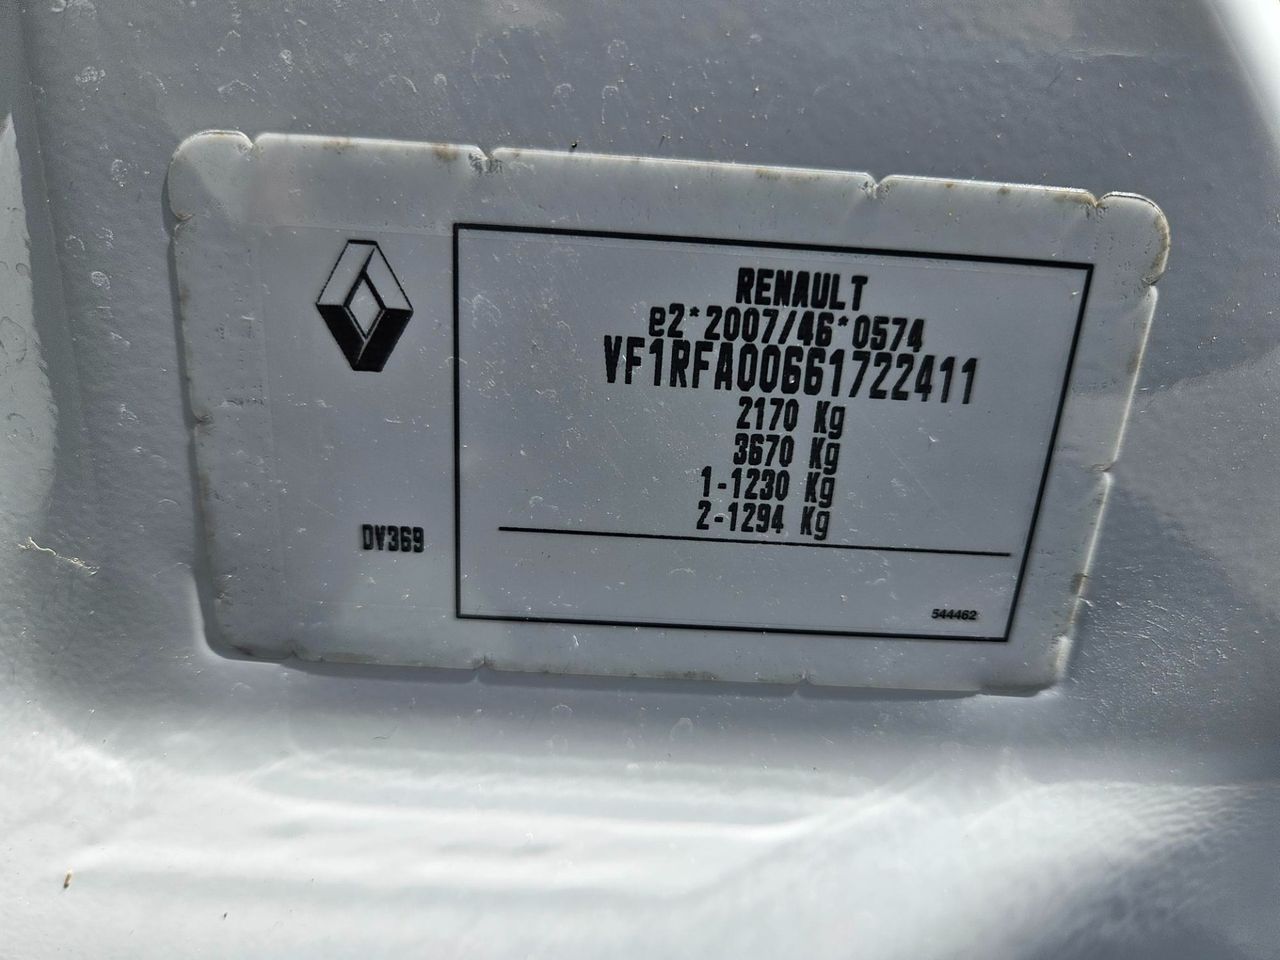 RENAULT
e2*2007/46*0574
VF1RFA00661722411
2170 Kg
3670 Kg
1-1230 Kg
2-1294 Kg
DV369
544462